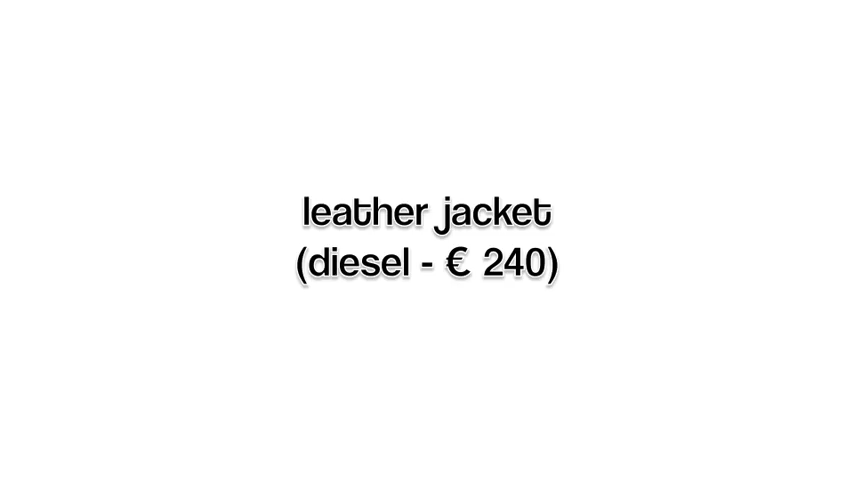 leather jacket
(diesel - € 240)